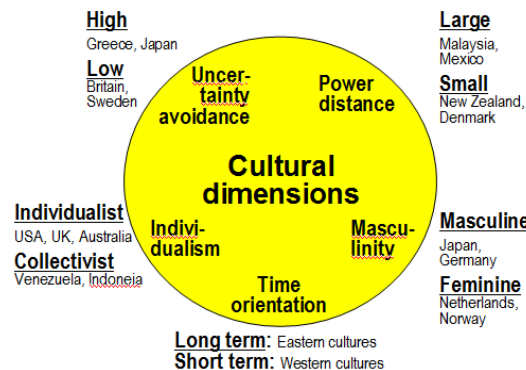 High
Greece, Japan
Low
Britain,
Sweden
Uncer-
tainty
avoidance
Power
distance
Large
Malaysia,
Mexico
Small
New Zealand,
Denmark
Cultural
dimensions
Individualist
USA, UK, Australia
Collectivist
Venezuela, Indoneia
Indivi-
dualism
Mascu-
linity
Masculine
Japan,
Germany
Feminine
Netherlands,
Norway
Time
orientation
Long term: Eastern cultures
Short term: Western cultures